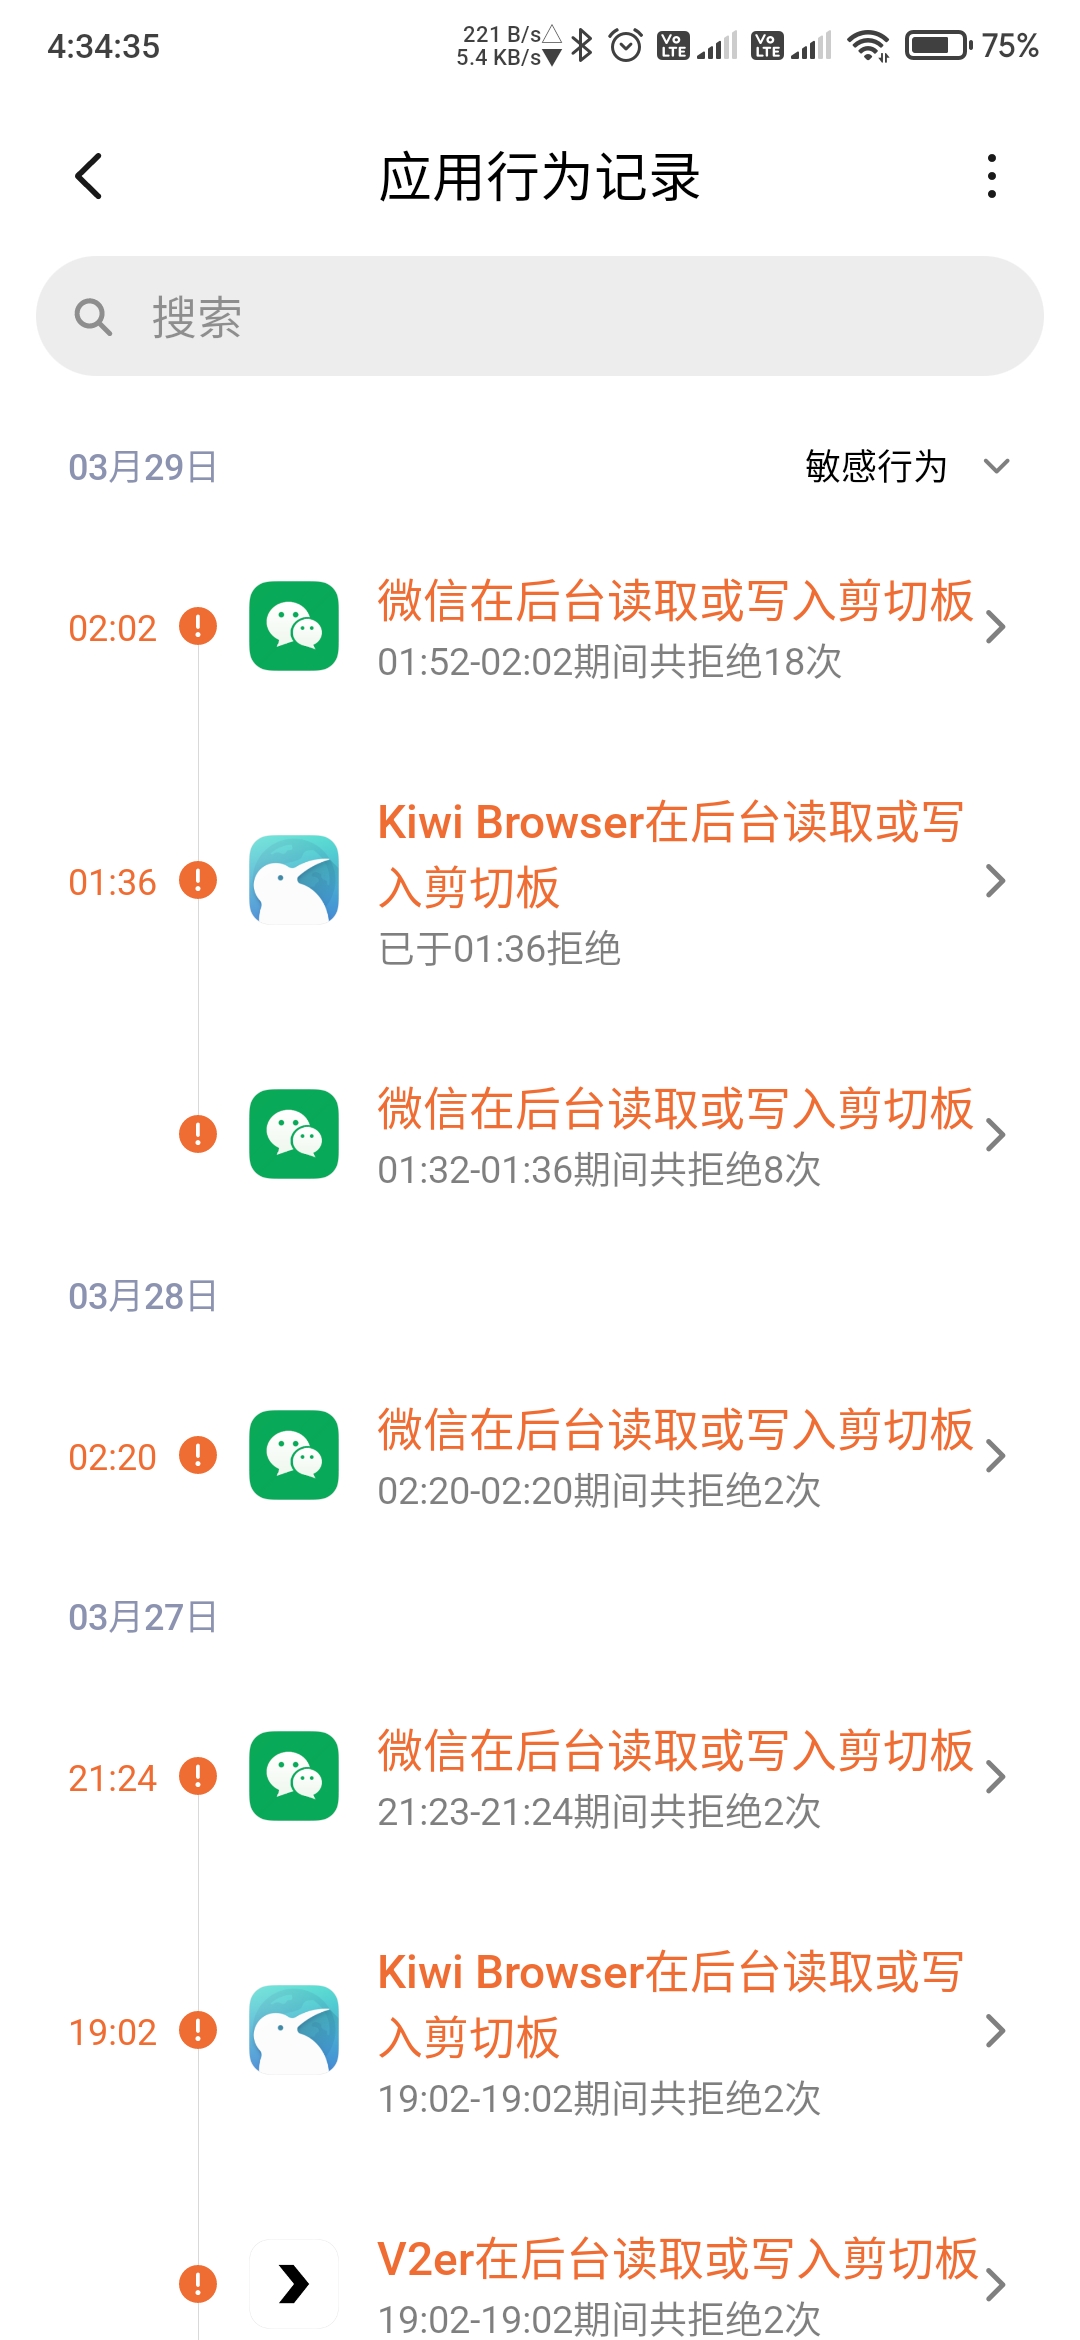 4:34:35
221 B/s△
5.4 KB/s▼
Vo LTE
Vo LTE
75%
应用行为记录
搜索
03月29日
敏感行为
02:02
微信在后台读取或写入剪切板
01:52-02:02期间共拒绝18次
01:36
Kiwi Browser在后台读取或写
入剪切板
已于01:36拒绝
微信在后台读取或写入剪切板
01:32-01:36期间共拒绝8次
03月28日
02:20
微信在后台读取或写入剪切板
02:20-02:20期间共拒绝2次
03月27日
21:24
微信在后台读取或写入剪切板
21:23-21:24期间共拒绝2次
19:02
Kiwi Browser在后台读取或写
入剪切板
19:02-19:02期间共拒绝2次
V2er在后台读取或写入剪切板
19:02-19:02期间共拒绝2次